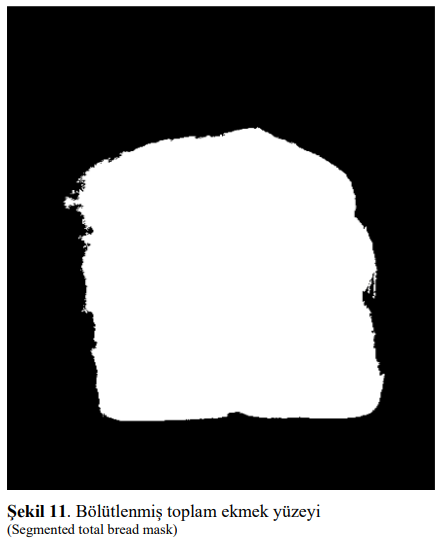 Şekil 11. Bölütlenmiş toplam ekmek yüzeyi
(Segmented total bread mask)